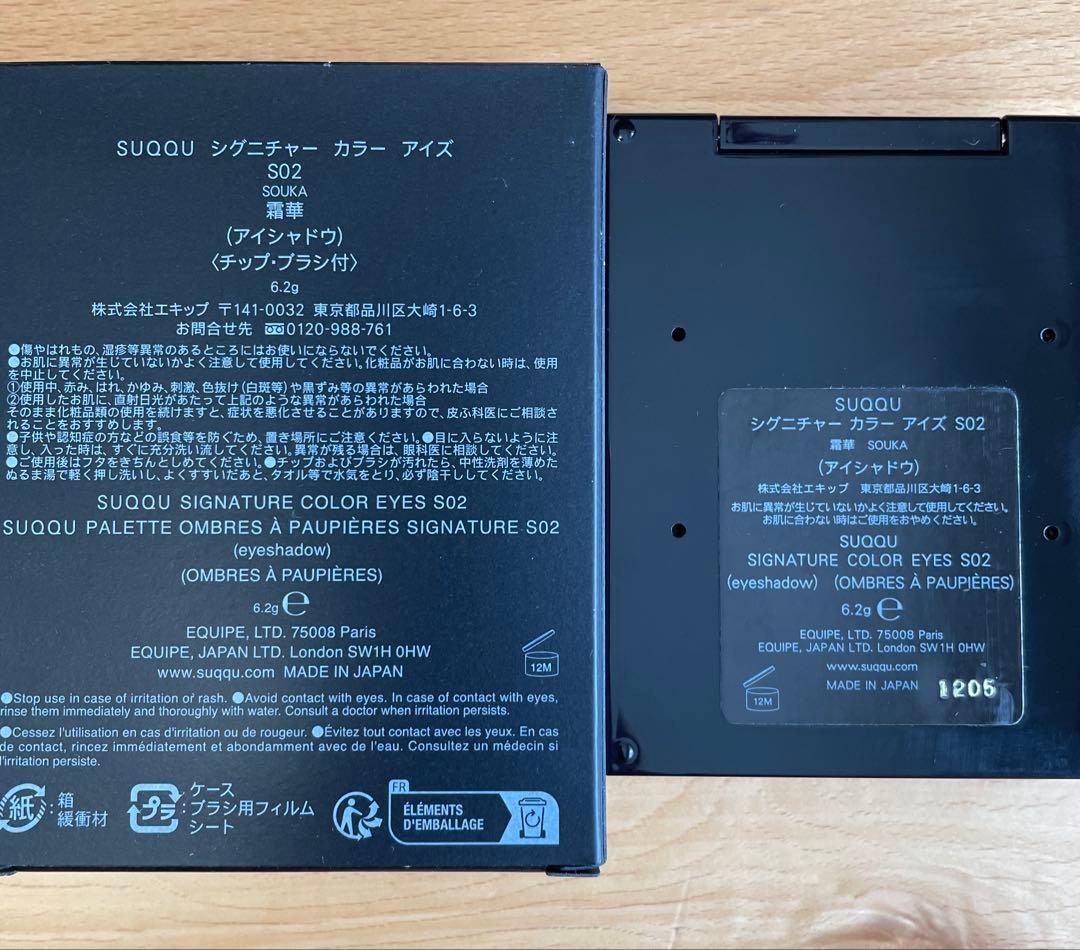 SUQQU シグニチャー カラー アイズ
S02
SOUKA
霜華
(アイシャドウ)
〈チップ・ブラシ付〉
6.2g
株式会社エキップ 〒141-0032 東京都品川区大崎1-6-3
お問合せ先 0120-988-761
●傷やはれもの、湿疹等異常のあるところにはお使いにならないでください。
●お肌に異常が生じていないかよく注意して使用してください。化粧品がお肌に合わない時は、使用
を中止してください。
①使用中、赤み、はれ、かゆみ、刺激、色抜け(白斑等)や黒ずみ等の異常があらわれた場合
②使用したお肌に、直射日光があたって上記のような異常があらわれた場合
そのまま化粧品類の使用を続けますと、症状を悪化させることがありますので、皮ふ科医にご相談さ
れることをおすすめします。
●子供や認知症の方などの誤食等を防ぐため、置き場所にご注意ください。●目に入らないように注
意し、入った時は、すぐに充分洗い流してください。異常が残る場合は、眼科医に相談してください。
●ご使用後はフタをきちんとしめてください。●チップおよびブラシが汚れたら、中性洗剤を薄めた
ぬるま湯で軽く押し洗いし、よくすすいだあと、タオル等で水気をとり、必ず陰干ししてください。
SUQQU SIGNATURE COLOR EYES S02
SUQQU PALETTE OMBRES À PAUPIÈRES SIGNATURE S02
(eyeshadow)
(OMBRES À PAUPIÈRES)
6.2g ℮
EQUIPE, LTD. 75008 Paris
EQUIPE, JAPAN LTD. London SW1H 0HW
www.suqqu.com MADE IN JAPAN
12M
●Stop use in case of irritation or rash. ●Avoid contact with eyes. In case of contact with eyes,
rinse them immediately and thoroughly with water. Consult a doctor when irritation persists.
●Cessez l'utilisation en cas d'irritation ou de rougeur. ●Évitez tout contact avec les yeux. En cas
de contact, rincez immédiatement et abondamment avec de l'eau. Consultez un médecin si
l'irritation persiste.
紙 : 箱
緩衝材
プラ : ケース
ブラシ用フィルム
シート
FR
ÉLÉMENTS
D'EMBALLAGE
SUQQU
シグニチャー カラー アイズ S02
霜華 SOUKA
(アイシャドウ)
株式会社エキップ 東京都品川区大崎1-6-3
お肌に異常が生じていないかよく注意して使用してください。
お肌に合わない時はご使用をおやめください。
SUQQU
SIGNATURE COLOR EYES S02
(eyeshadow) (OMBRES À PAUPIÈRES)
6.2g ℮
EQUIPE, LTD. 75008 Paris
EQUIPE, JAPAN LTD. London SW1H 0HW
www.suqqu.com
MADE IN JAPAN 1205
12M